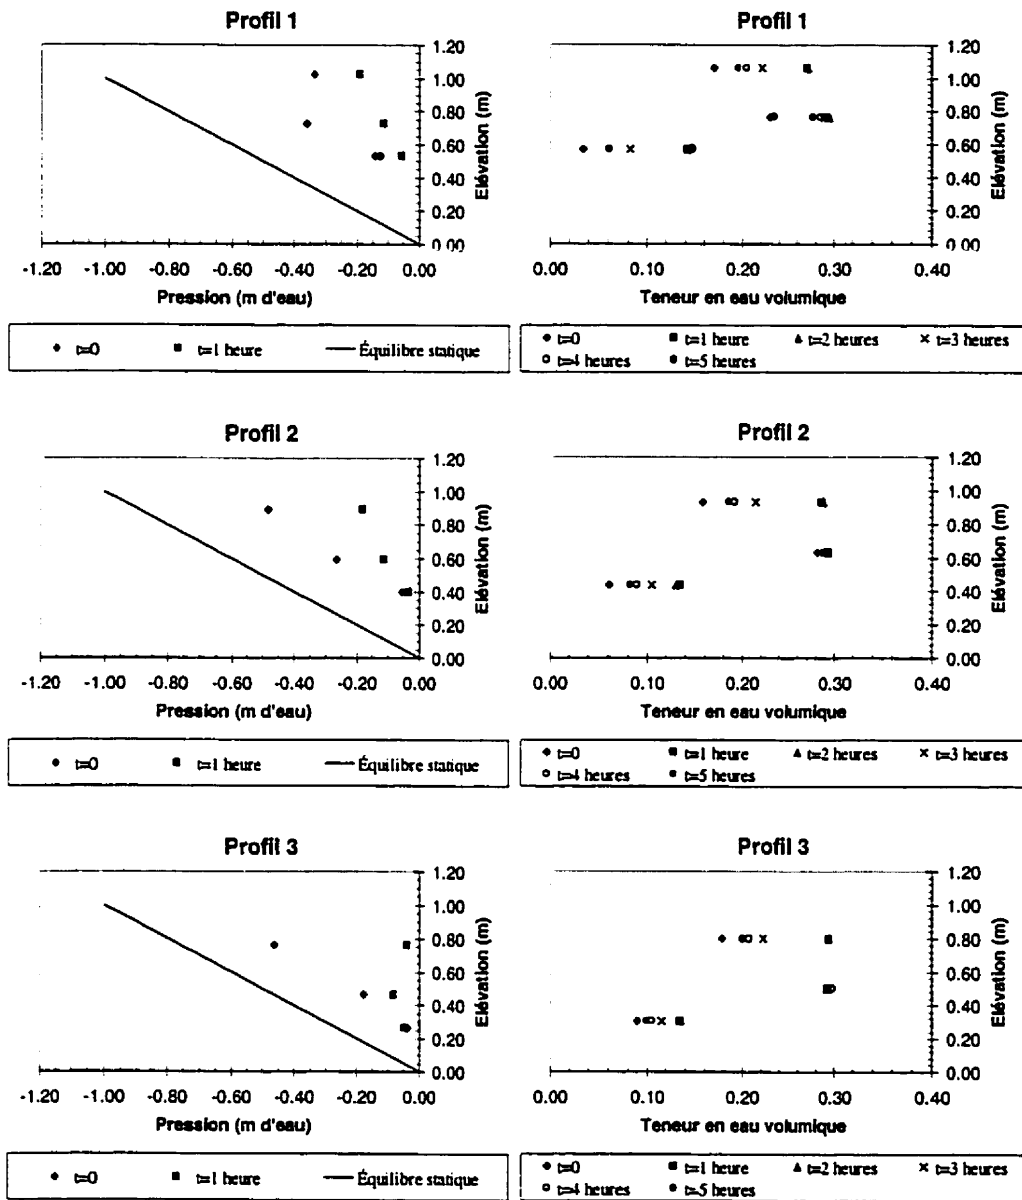 Profil 1
1.20
1.00
0.80
0.60
0.40
0.20
0.00
Elévation (m)
-1.20 -1.00 -0.80 -0.60 -0.40 -0.20 0.00
Pression (m d'eau)
t=0 t=1 heure Équilibre statique
Profil 1
1.20
1.00
0.80
0.60
0.40
0.20
0.00
Elévation (m)
0.00 0.10 0.20 0.30 0.40
Teneur en eau volumique
t=0 t=1 heure t=2 heures t=3 heures
t=4 heures t=5 heures
Profil 2
1.20
1.00
0.80
0.60
0.40
0.20
0.00
Elévation (m)
-1.20 -1.00 -0.80 -0.60 -0.40 -0.20 0.00
Pression (m d'eau)
t=0 t=1 heure Équilibre statique
Profil 2
1.20
1.00
0.80
0.60
0.40
0.20
0.00
Elévation (m)
0.00 0.10 0.20 0.30 0.40
Teneur en eau volumique
t=0 t=1 heure t=2 heures t=3 heures
t=4 heures t=5 heures
Profil 3
1.20
1.00
0.80
0.60
0.40
0.20
0.00
Elévation (m)
-1.20 -1.00 -0.80 -0.60 -0.40 -0.20 0.00
Pression (m d'eau)
t=0 t=1 heure Équilibre statique
Profil 3
1.20
1.00
0.80
0.60
0.40
0.20
0.00
Elévation (m)
0.00 0.10 0.20 0.30 0.40
Teneur en eau volumique
t=0 t=1 heure t=2 heures t=3 heures
t=4 heures t=5 heures